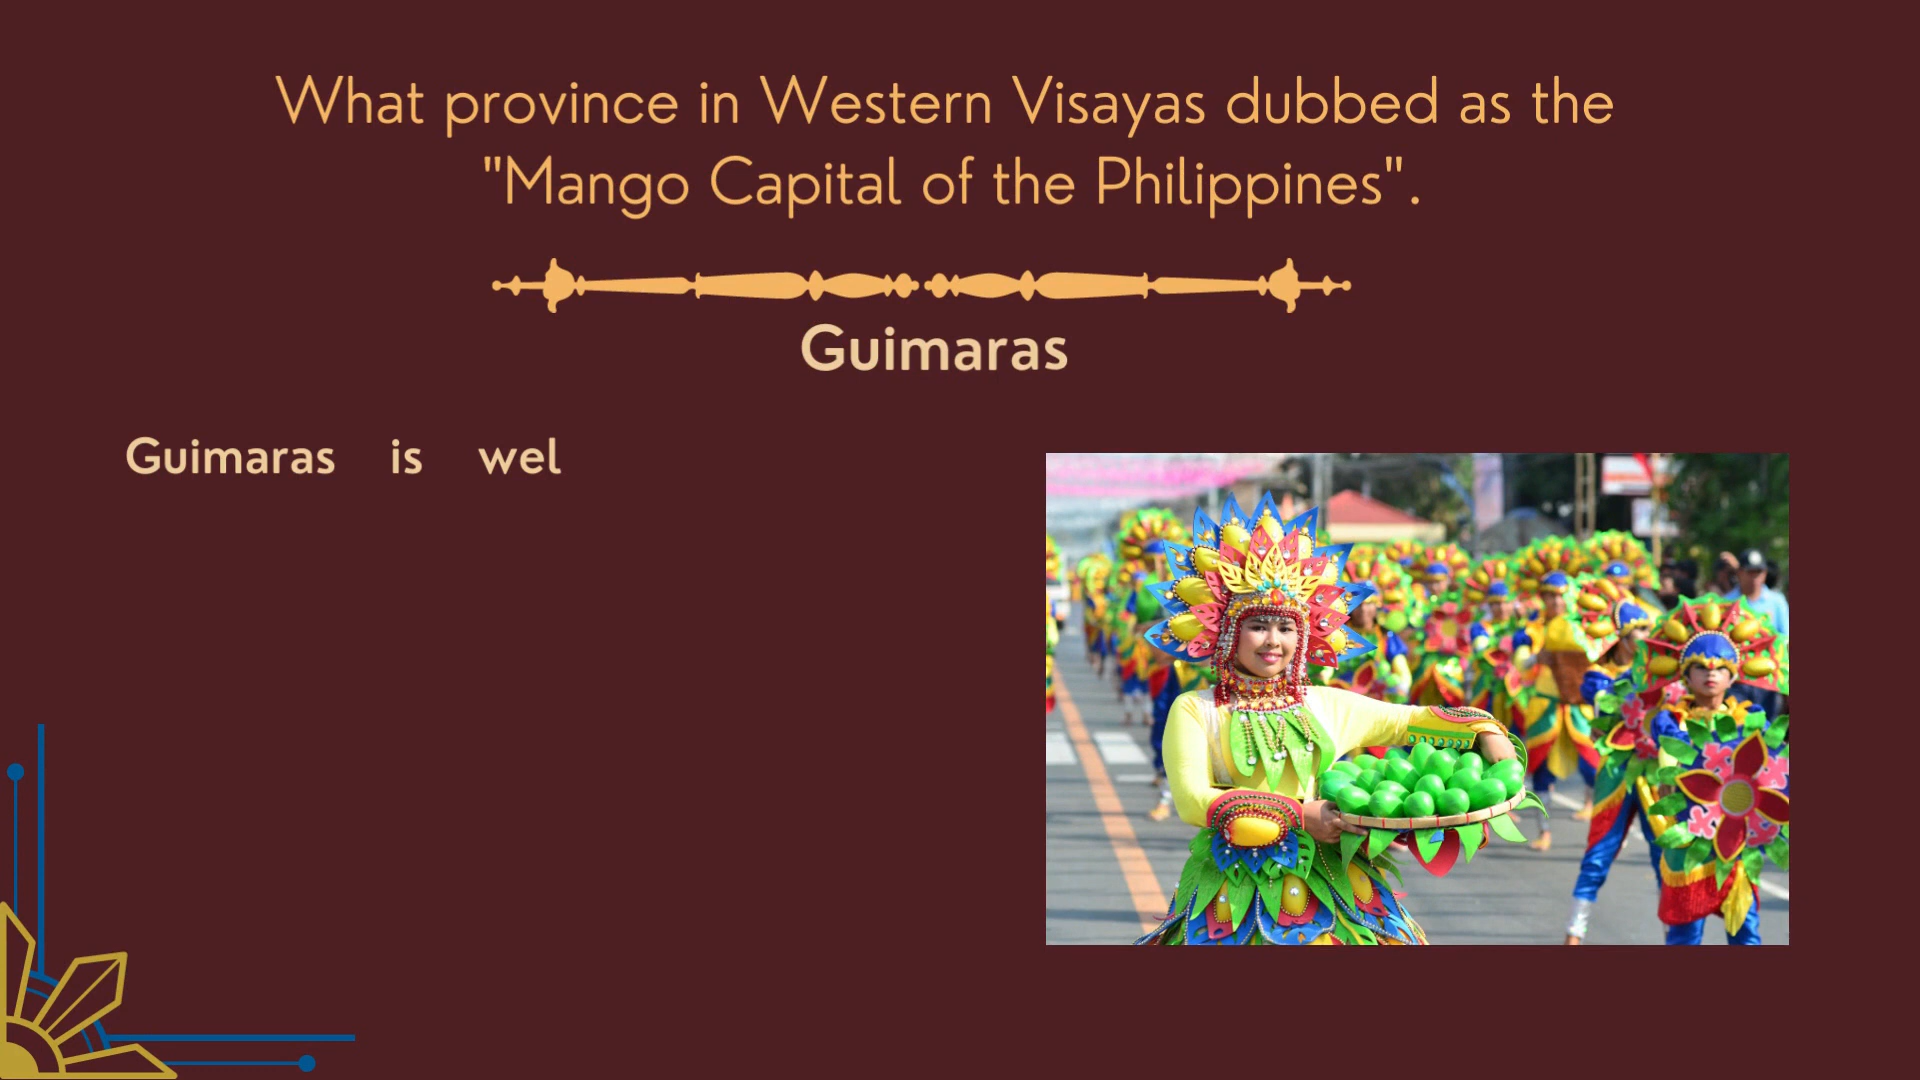 What province in Western Visayas dubbed as the
"Mango Capital of the Philippines".
Guimaras
Guimaras is wel